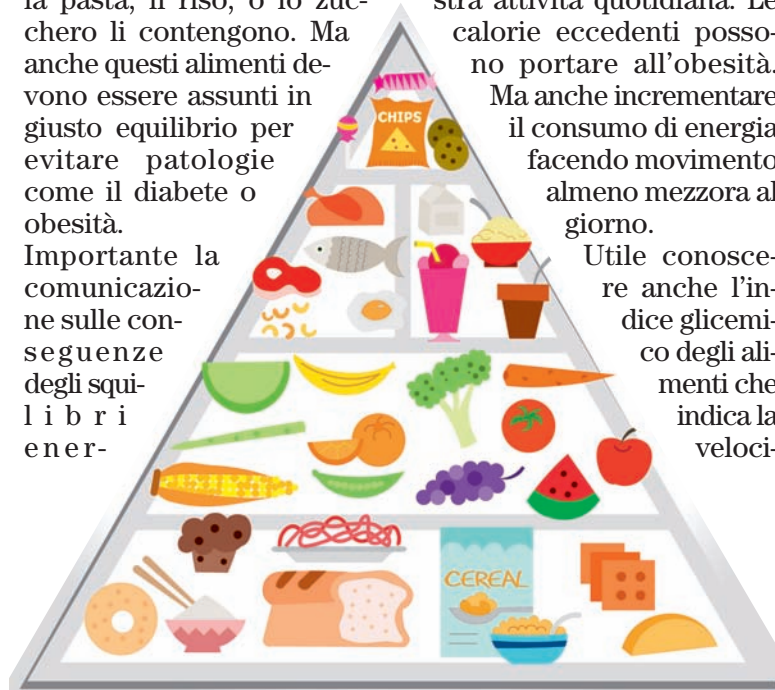 la pasta, il riso, o lo zuc-
chero li contengono. Ma
anche questi alimenti de-
vono essere assunti in
giusto equilibrio per
evitare patologie
come il diabete o
obesità.
Importante la
comunicazio-
ne sulle con-
seguenze
degli squi-
libri
ener-
stra attività quotidiana. Le
calorie eccedenti posso-
no portare all'obesità.
Ma anche incrementare
il consumo di energia
facendo movimento
almeno mezzora al
giorno.
Utile conosce-
re anche l'in-
dice glicemi-
co degli ali-
menti che
indica la
veloci-
CHIPS
CEREAL